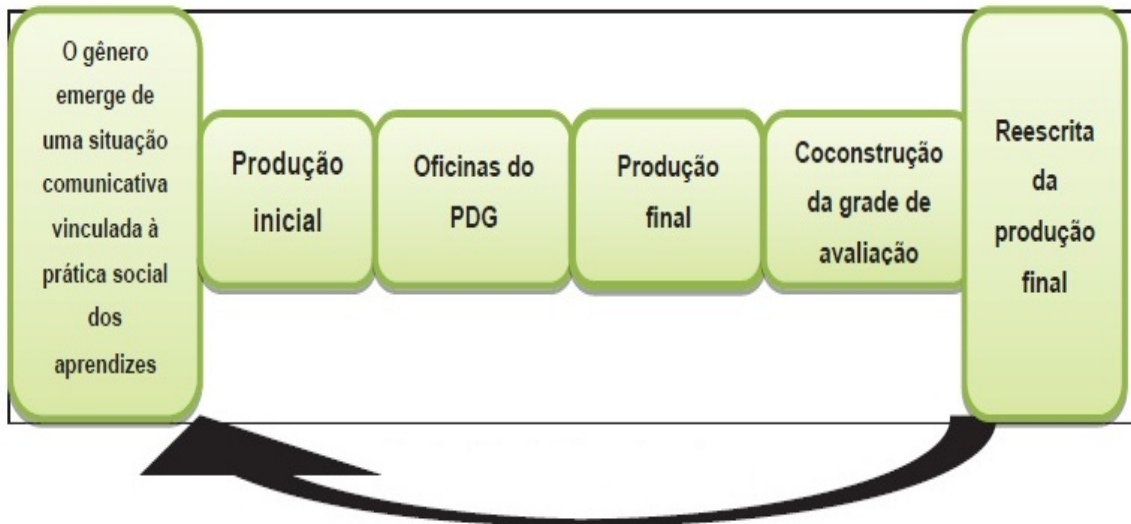 O gênero
emerge de
uma situação
comunicativa
vinculada à
prática social
dos
aprendizes
Produção
inicial
Oficinas do
PDG
Produção
final
Coconstrução
da grade de
avaliação
Reescrita
da
produção
final